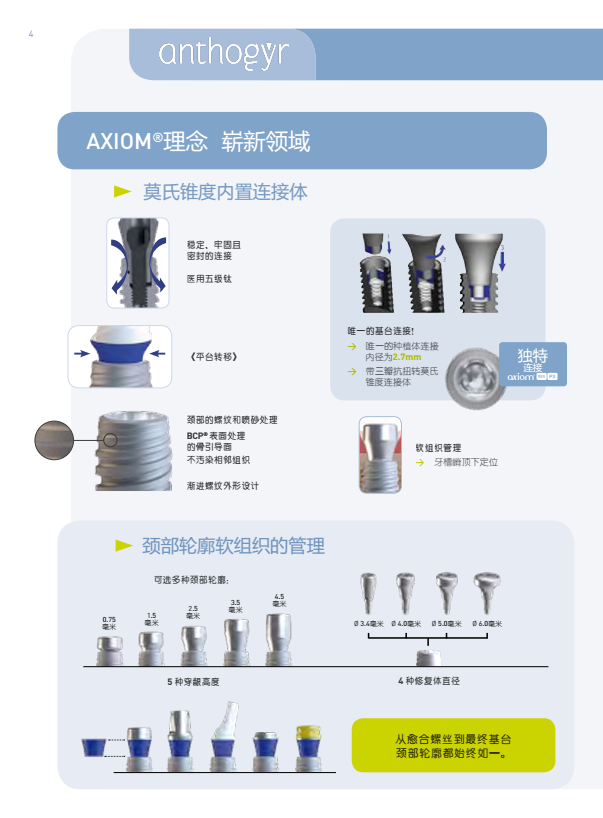 4
anthogyr
AXIOM®理念 崭新领域
莫氏锥度内置连接体
稳定、牢固且
密封的连接
医用五级钛
《平台转移》
颈部的螺纹和喷砂处理
BCP® 表面处理
的骨引导面
不污染相邻组织
渐进螺纹外形设计
1
2
3
唯一的基台连接!
唯一的种植体连接
内径为2.7mm
带三瓣抗扭转莫氏
锥度连接体
独特
连接
axiom
软组织管理
牙槽嵴顶下定位
颈部轮廓软组织的管理
可选多种颈部轮廓:
0.75
毫米
1.5
毫米
2.5
毫米
3.5
毫米
4.5
毫米
5 种穿龈高度
Ø 3.4毫米 Ø 4.0毫米 Ø 5.0毫米 Ø 6.0毫米
4 种修复体直径
从愈合螺丝到最终基台
颈部轮廓都始终如一。